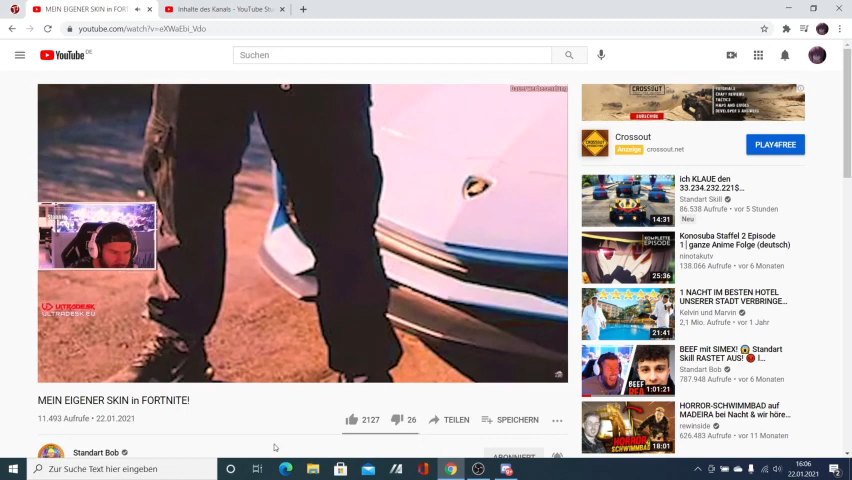 MEIN EIGENER SKIN in FORT
Inhalte des Kanals - YouTube Stu
youtube.com/watch?v=eXWaEbi_Vdo
YouTube DE
Suchen
ULTRADESK
ULTRADESK.EU
MEIN EIGENER SKIN in FORTNITE!
11.493 Aufrufe • 22.01.2021
2127
26
TEILEN
SPEICHERN
Standart Bob
ABONNIERT
CROSSOUT
SUBSCRIBE
Crossout
Anzeige crossout.net
PLAY4FREE
ich KLAUE den
33.234.232.221$...
Standart Skill
86.538 Aufrufe • vor 5 Stunden
Neu
14:31
KOMPLETTE
EPISODE
Konosuba Staffel 2 Episode
1 | ganze Anime Folge (deutsch)
ninotakutv
138.066 Aufrufe • vor 6 Monaten
25:36
1 NACHT IM BESTEN HOTEL
UNSERER STADT VERBRINGE...
Kelvin und Marvin
2,1 Mio. Aufrufe • vor 1 Jahr
21:41
BEEF mit SIMEX! 😱 Standart
Skill RASTET AUS! 😡 I...
Standart Bob
787.948 Aufrufe • vor 6 Monaten
BEEF
1:01:21
HORROR-SCHWIMMBAD auf
MADEIRA bei Nacht & wir höre...
rewinside
626.483 Aufrufe • vor 11 Monaten
18:01
Zur Suche Text hier eingeben
16:06
22.01.2021
2